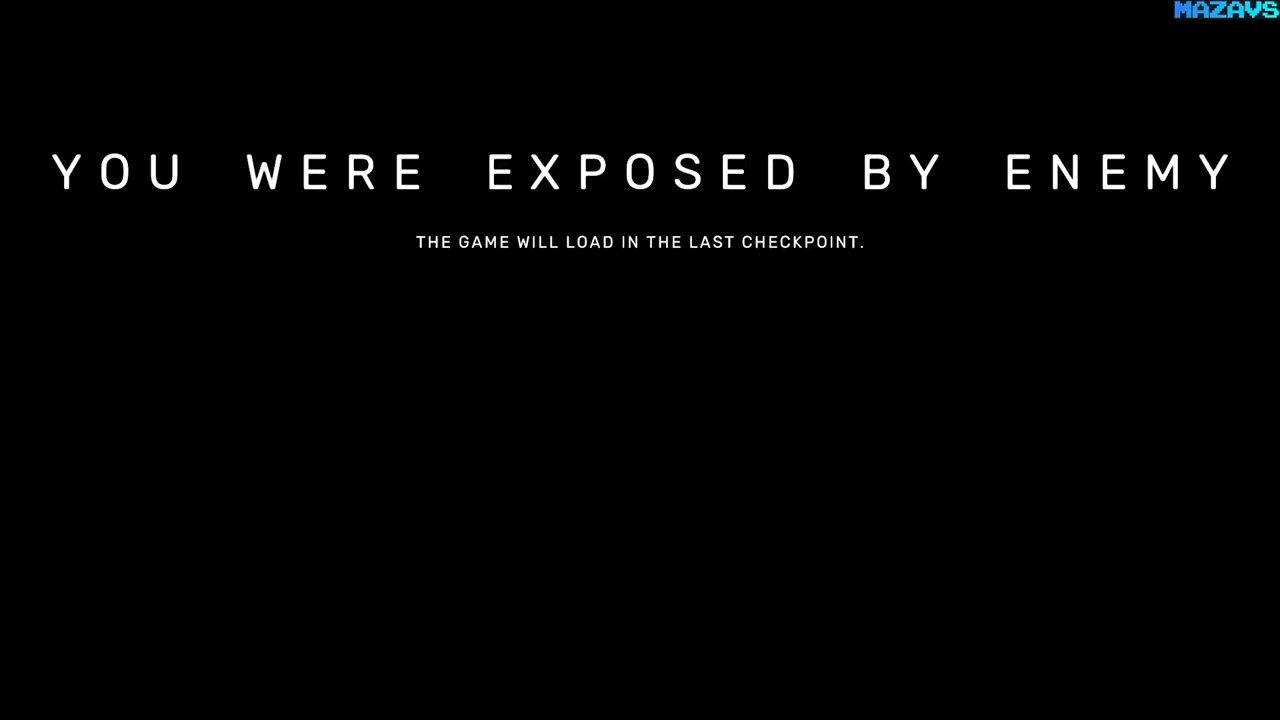 MAZAVS
YOU WERE EXPOSED BY ENEMY
THE GAME WILL LOAD IN THE LAST CHECKPOINT.